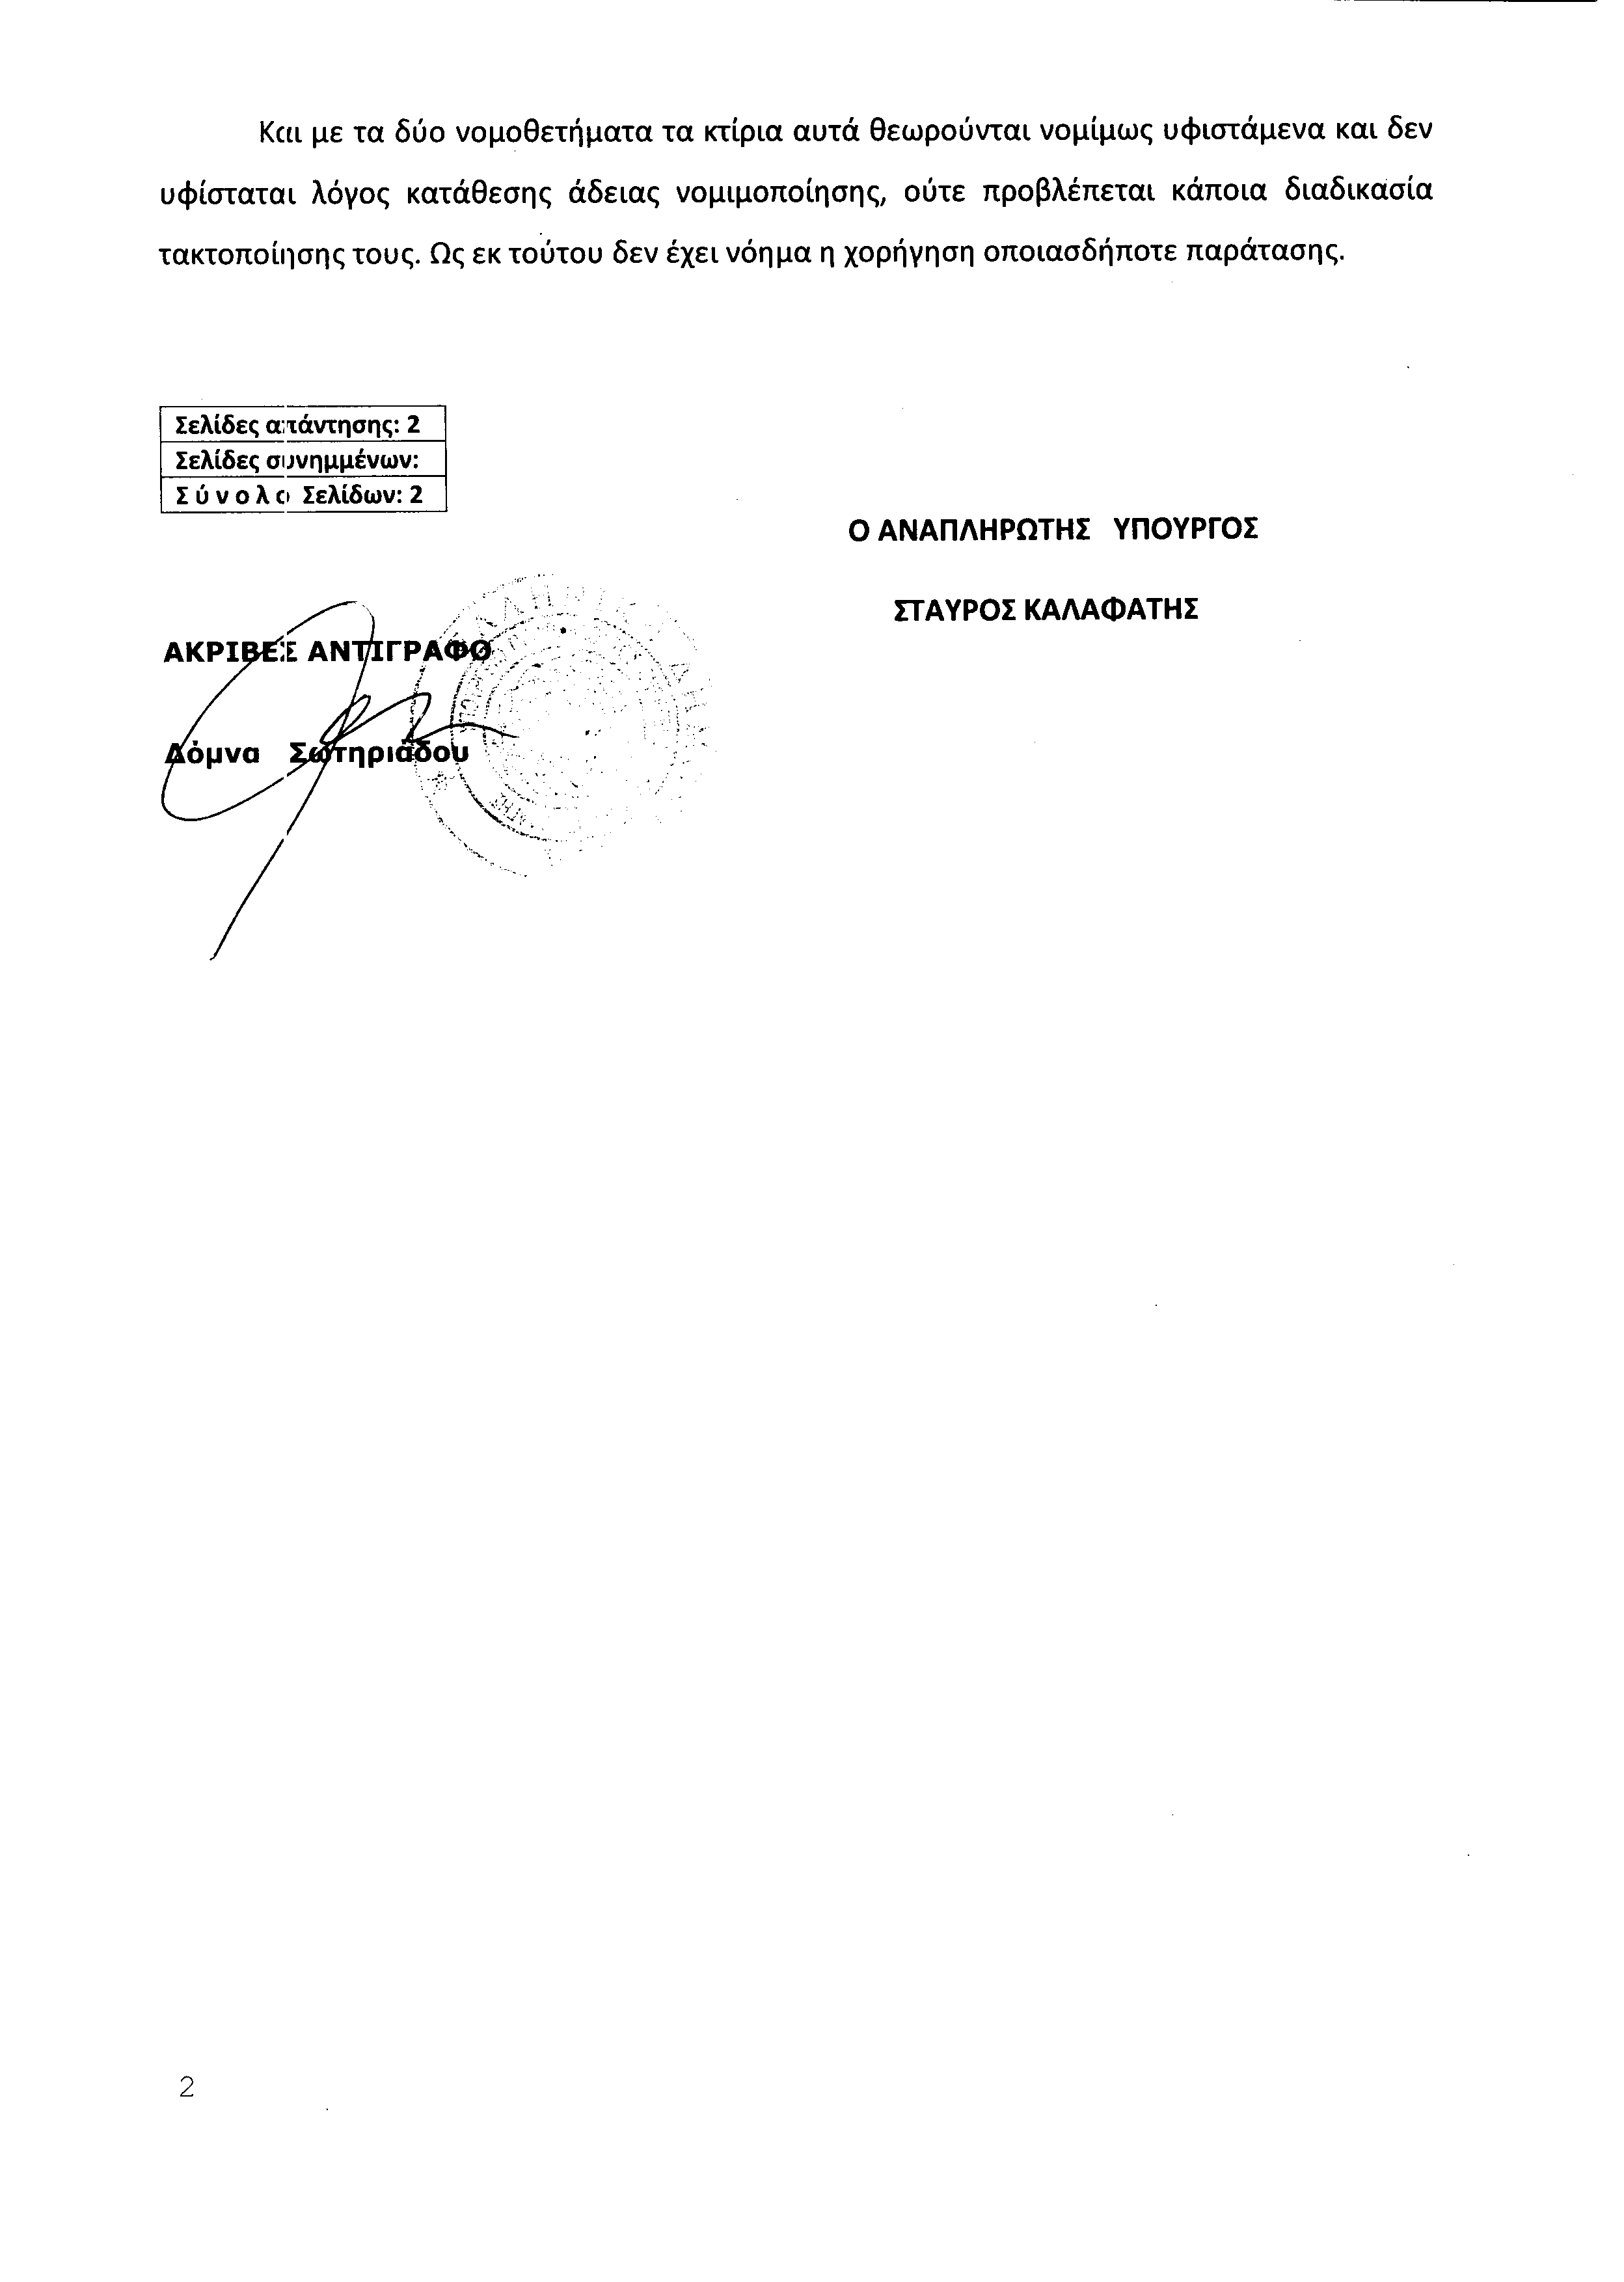 Και με τα δύο νομοθετήματα τα κτίρια αυτά θεωρούνται νομίμως υφιστάμενα και δεν
υφίσταται λόγος κατάθεσης άδειας νομιμοποίησης, ούτε προβλέπεται κάποια διαδικασία
τακτοποίησης τους. Ως εκ τούτου δεν έχει νόημα η χορήγηση οποιασδήποτε παράτασης.
Σελίδες απάντησης: 2
Σελίδες συνημμένων:
Σ ύ ν ο λ ο Σελίδων: 2
Ο ΑΝΑΠΛΗΡΩΤΗΣ ΥΠΟΥΡΓΟΣ
ΣΤΑΥΡΟΣ ΚΑΛΑΦΑΤΗΣ
ΑΚΡΙΒΕΣ ΑΝΤΙΓΡΑΦΟ
Δόμνα Σωτηριάδου
2